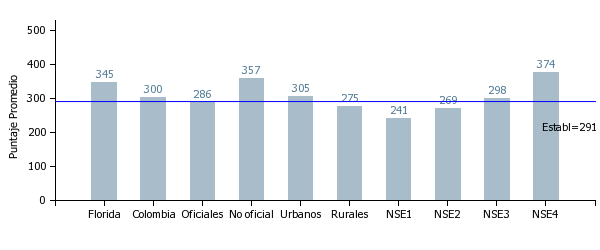 500
400
300
200
100
0
Puntaje Promedio
345
300
286
357
305
275
241
269
298
374
Establ=291
Florida
Colombia
Oficiales
No oficial
Urbanos
Rurales
NSE1
NSE2
NSE3
NSE4